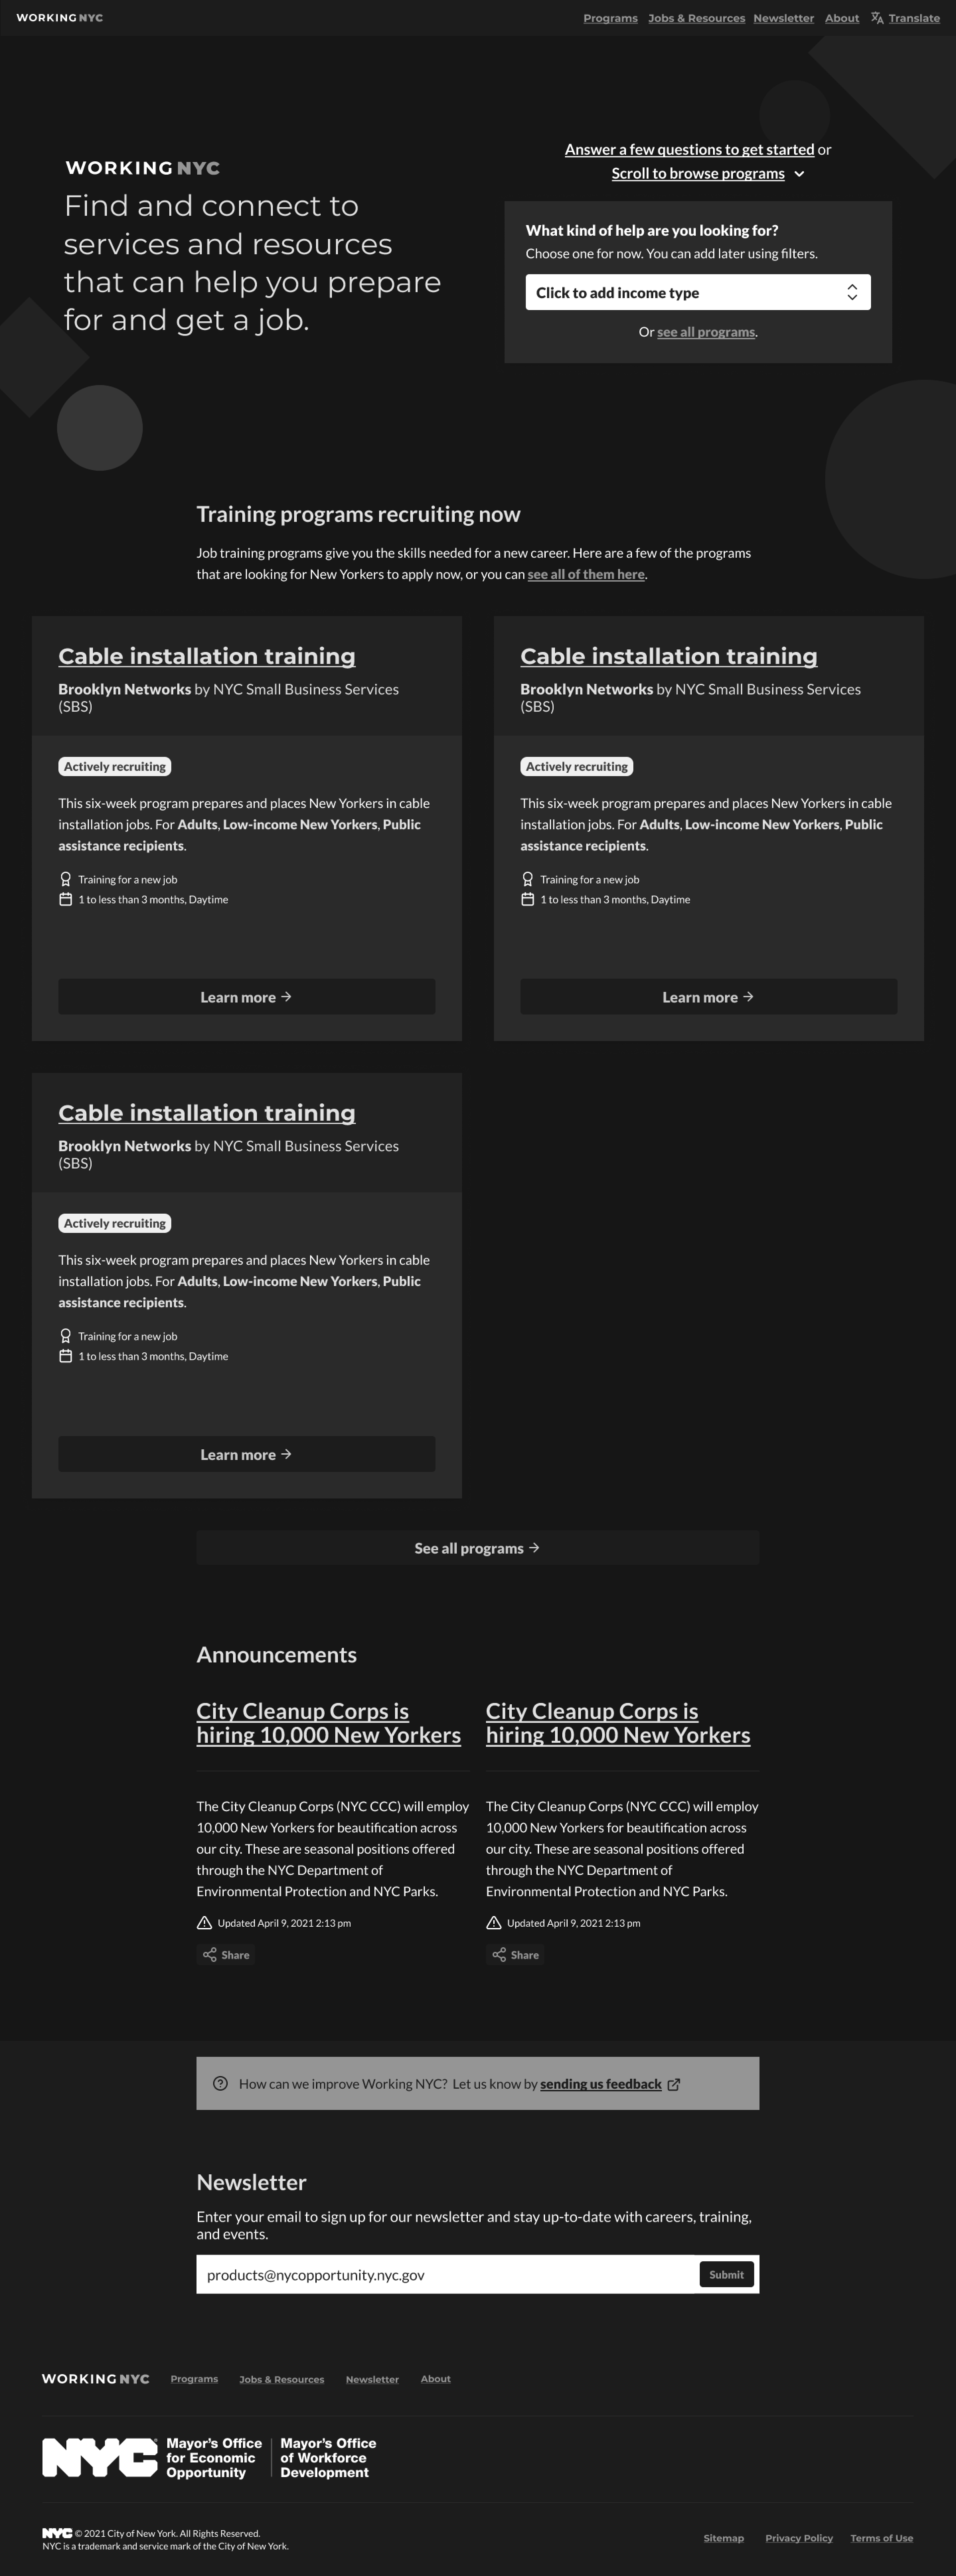 WORKING NYC
Programs Jobs & Resources Newsletter About Translate
Answer a few questions to get started or
Scroll to browse programs
WORKING NYC
Find and connect to
services and resources
that can help you prepare
for and get a job.
What kind of help are you looking for?
Choose one for now. You can add later using filters.
Click to add income type
Or see all programs.
Training programs recruiting now
Job training programs give you the skills needed for a new career. Here are a few of the programs
that are looking for New Yorkers to apply now, or you can see all of them here.
Cable installation training
Brooklyn Networks by NYC Small Business Services
(SBS)
Actively recruiting
This six-week program prepares and places New Yorkers in cable
installation jobs. For Adults, Low-income New Yorkers, Public
assistance recipients.
Training for a new job
1 to less than 3 months, Daytime
Learn more
Cable installation training
Brooklyn Networks by NYC Small Business Services
(SBS)
Actively recruiting
This six-week program prepares and places New Yorkers in cable
installation jobs. For Adults, Low-income New Yorkers, Public
assistance recipients.
Training for a new job
1 to less than 3 months, Daytime
Learn more
Cable installation training
Brooklyn Networks by NYC Small Business Services
(SBS)
Actively recruiting
This six-week program prepares and places New Yorkers in cable
installation jobs. For Adults, Low-income New Yorkers, Public
assistance recipients.
Training for a new job
1 to less than 3 months, Daytime
Learn more
See all programs
Announcements
City Cleanup Corps is
hiring 10,000 New Yorkers
The City Cleanup Corps (NYC CCC) will employ
10,000 New Yorkers for beautification across
our city. These are seasonal positions offered
through the NYC Department of
Environmental Protection and NYC Parks.
Updated April 9, 2021 2:13 pm
Share
City Cleanup Corps is
hiring 10,000 New Yorkers
The City Cleanup Corps (NYC CCC) will employ
10,000 New Yorkers for beautification across
our city. These are seasonal positions offered
through the NYC Department of
Environmental Protection and NYC Parks.
Updated April 9, 2021 2:13 pm
Share
How can we improve Working NYC? Let us know by sending us feedback
Newsletter
Enter your email to sign up for our newsletter and stay up-to-date with careers, training,
and events.
products@nycopportunity.nyc.gov
Submit
WORKING NYC Programs Jobs & Resources Newsletter About
NYC
Mayor's Office
for Economic
Opportunity
Mayor's Office
of Workforce
Development
NYC © 2021 City of New York. All Rights Reserved.
NYC is a trademark and service mark of the City of New York.
Sitemap Privacy Policy Terms of Use